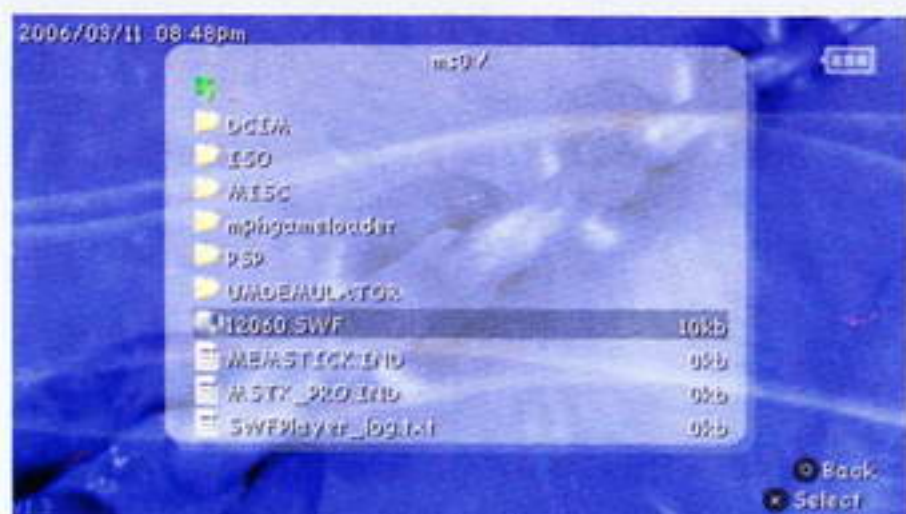 2006/03/11 08:48pm
ms0:/
DCIM
ISO
MISC
mphgameloader
PSP
UMDEMULATOR
12060.SWF 10kb
MEMSTICK.IND 0kb
MSTK_PRO.IND 0kb
SWFPlayer_log.txt 0kb
Back
Select